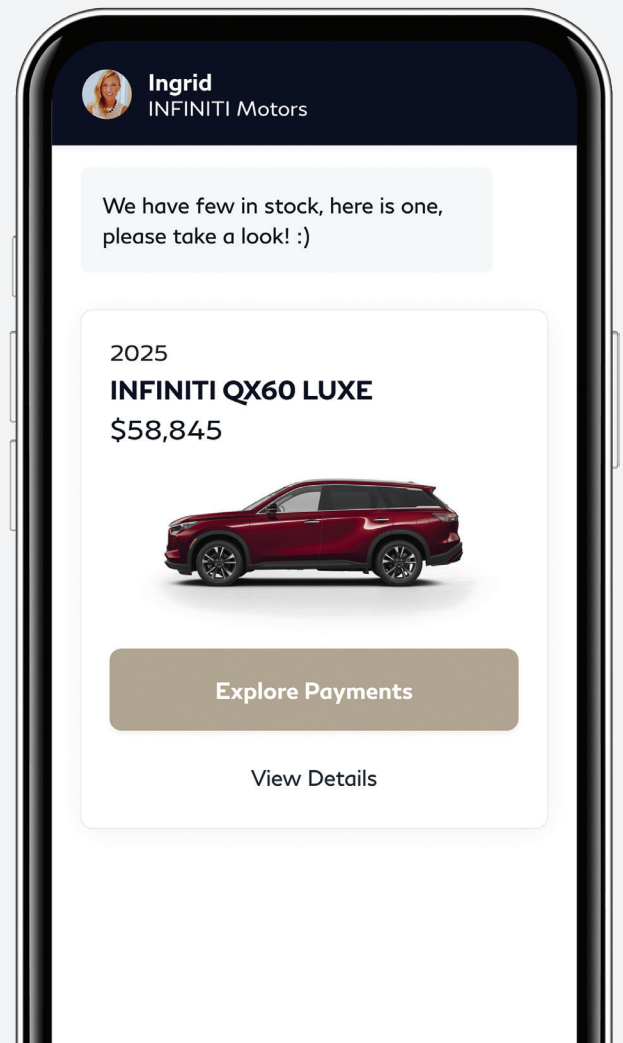 Ingrid
INFINITI Motors
We have few in stock, here is one,
please take a look! :)
2025
INFINITI QX60 LUXE
$58,845
Explore Payments
View Details